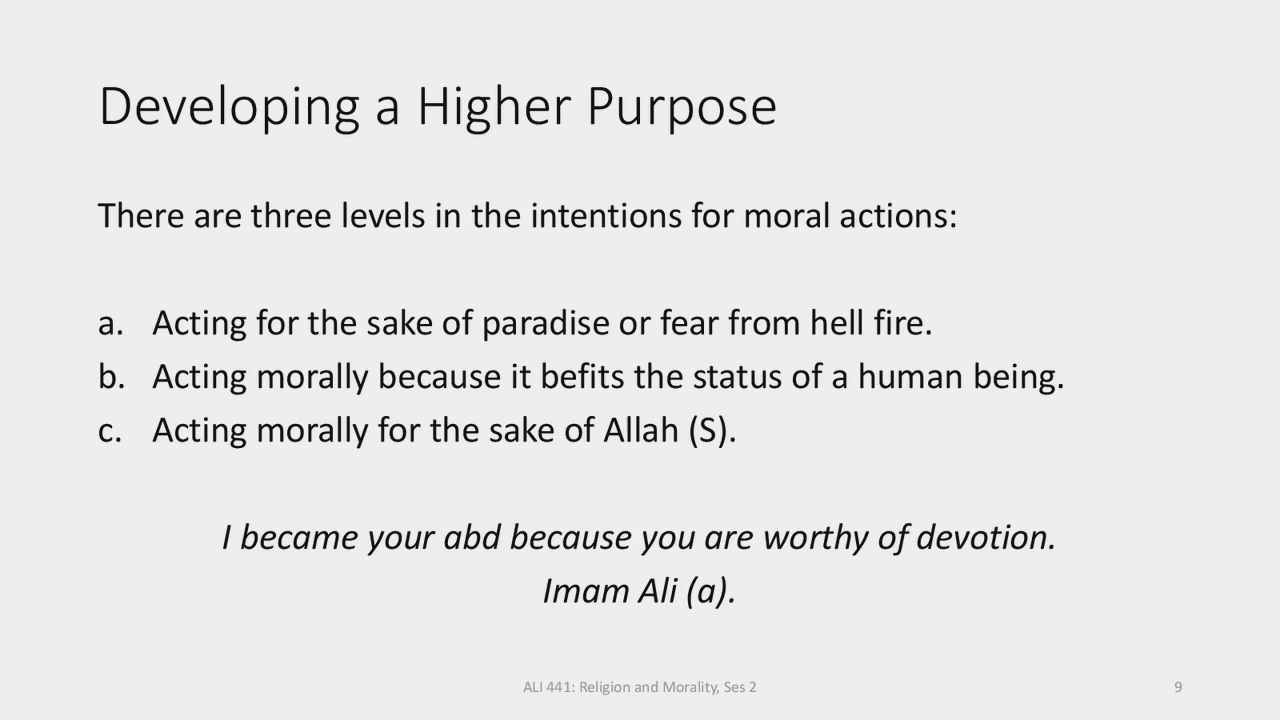 Developing a Higher Purpose
There are three levels in the intentions for moral actions:
a. Acting for the sake of paradise or fear from hell fire.
b. Acting morally because it befits the status of a human being.
c. Acting morally for the sake of Allah (S).
I became your abd because you are worthy of devotion.
Imam Ali (a).
ALI 441: Religion and Morality, Ses 2
9